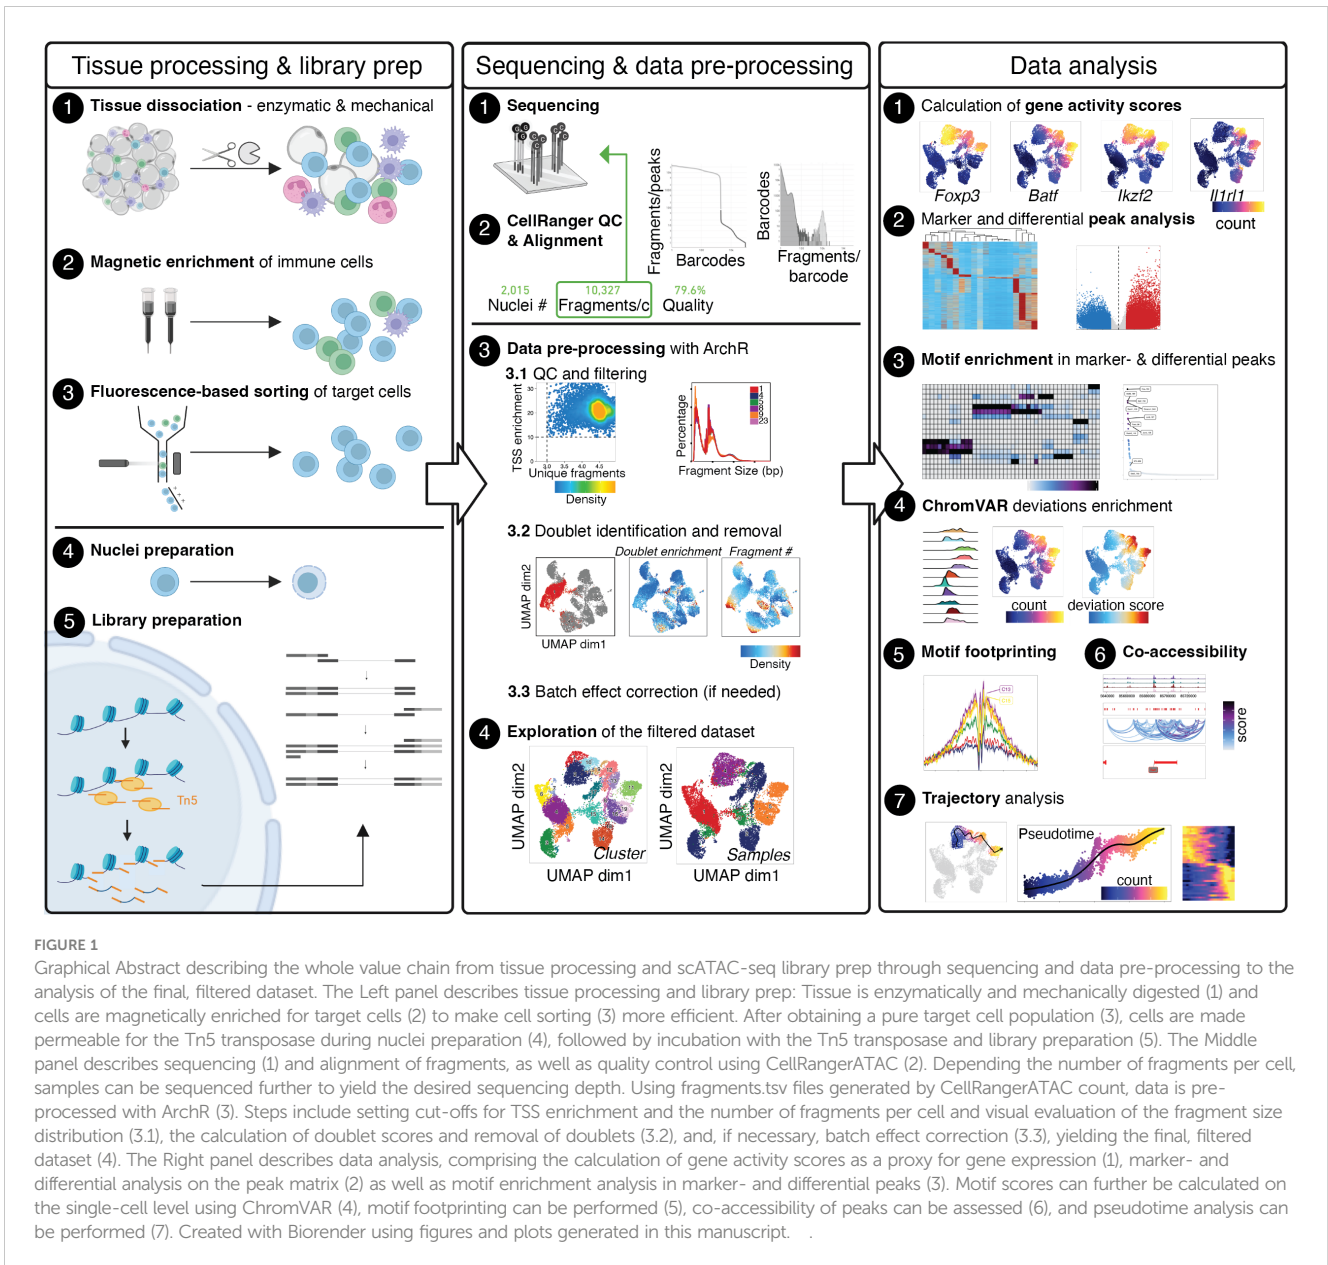 Tissue processing & library prep
1 Tissue dissociation - enzymatic & mechanical
2 Magnetic enrichment of immune cells
3 Fluorescence-based sorting of target cells
4 Nuclei preparation
5 Library preparation
Tn5
Sequencing & data pre-processing
1 Sequencing
2 CellRanger QC
& Alignment
Fragments/peaks
Barcodes
Barcodes
Fragments/
barcode
2,015 10,327 79.6%
Nuclei # Fragments/c Quality
3 Data pre-processing with ArchR
3.1 QC and filtering
TSS enrichment
30
20
10
0
3.0 3.5 4.0 4.5
Unique fragments
Density
Percentage
Fragment Size (bp)
1
4
5
8
9
23
3.2 Doublet identification and removal
Doublet enrichment Fragment #
UMAP dim2
UMAP dim1
Density
3.3 Batch effect correction (if needed)
4 Exploration of the filtered dataset
UMAP dim2
Cluster
UMAP dim1
UMAP dim2
Samples
UMAP dim1
Data analysis
1 Calculation of gene activity scores
Foxp3 Batf Ikzf2 Il1rl1
count
2 Marker and differential peak analysis
3 Motif enrichment in marker- & differential peaks
4 ChromVAR deviations enrichment
count deviation score
5 Motif footprinting
6 Co-accessibility
score
7 Trajectory analysis
Pseudotime
count
FIGURE 1
Graphical Abstract describing the whole value chain from tissue processing and scATAC-seq library prep through sequencing and data pre-processing to the
analysis of the final, filtered dataset. The Left panel describes tissue processing and library prep: Tissue is enzymatically and mechanically digested (1) and
cells are magnetically enriched for target cells (2) to make cell sorting (3) more efficient. After obtaining a pure target cell population (3), cells are made
permeable for the Tn5 transposase during nuclei preparation (4), followed by incubation with the Tn5 transposase and library preparation (5). The Middle
panel describes sequencing (1) and alignment of fragments, as well as quality control using CellRangerATAC (2). Depending the number of fragments per cell,
samples can be sequenced further to yield the desired sequencing depth. Using fragments.tsv files generated by CellRangerATAC count, data is pre-
processed with ArchR (3). Steps include setting cut-offs for TSS enrichment and the number of fragments per cell and visual evaluation of the fragment size
distribution (3.1), the calculation of doublet scores and removal of doublets (3.2), and, if necessary, batch effect correction (3.3), yielding the final, filtered
dataset (4). The Right panel describes data analysis, comprising the calculation of gene activity scores as a proxy for gene expression (1), marker- and
differential analysis on the peak matrix (2) as well as motif enrichment analysis in marker- and differential peaks (3). Motif scores can further be calculated on
the single-cell level using ChromVAR (4), motif footprinting can be performed (5), co-accessibility of peaks can be assessed (6), and pseudotime analysis can
be performed (7). Created with Biorender using figures and plots generated in this manuscript. .